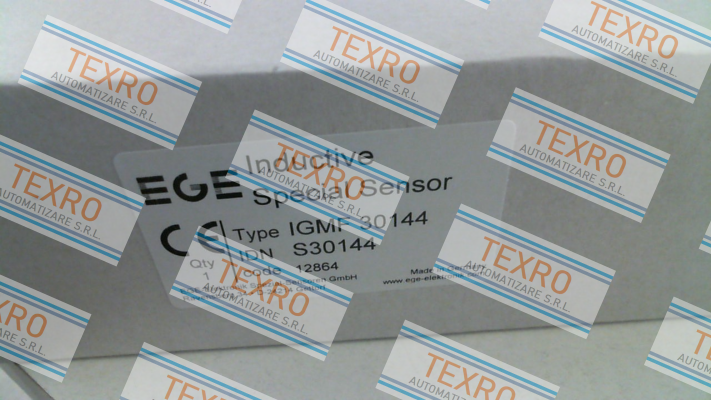 TEXRO
AUTOMATIZARE S.R.L.
EGE Inductive
Special Sensor
CE Type IGMF 30144
IDN S30144
Qty code 12864
1
Made in Germany
www.ege-elektronik.com